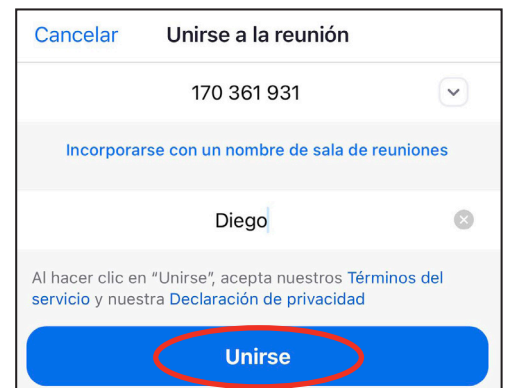 Cancelar Unirse a la reunión
170 361 931
Incorporarse con un nombre de sala de reuniones
Diego
Al hacer clic en “Unirse”, acepta nuestros Términos del
servicio y nuestra Declaración de privacidad
Unirse